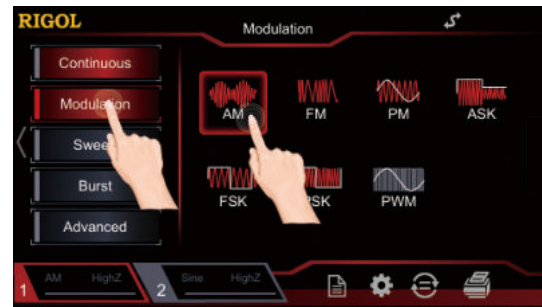 RIGOL
Modulation
Continuous
Modulation
Sweep
Burst
Advanced
AM
FM
PM
ASK
FSK
PSK
PWM
1
AM HighZ
2
Sine HighZ